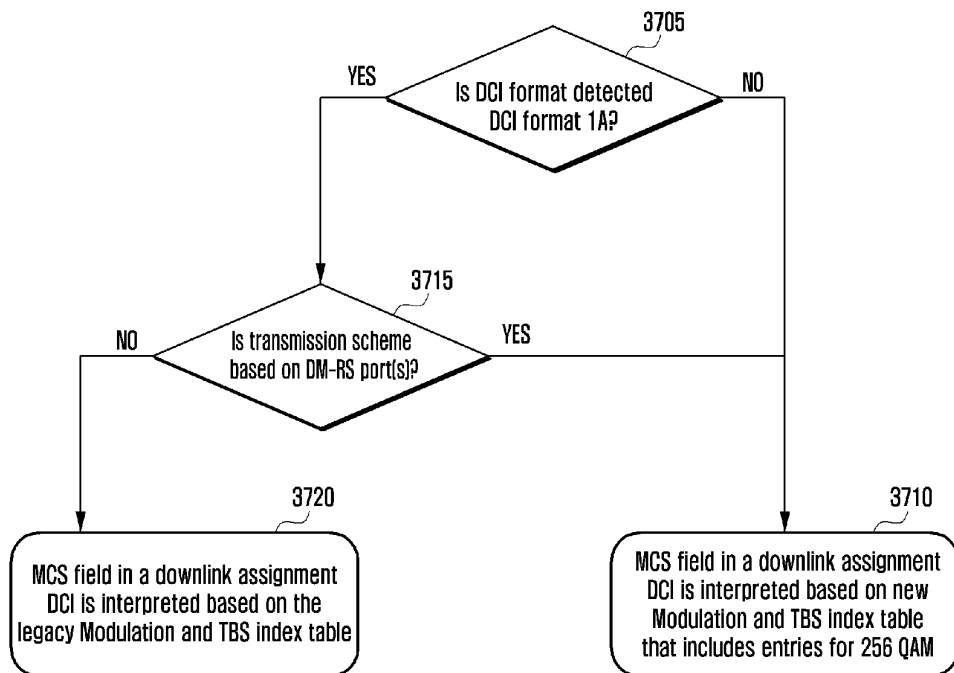 3705
YES
NO
Is DCI format detected
DCI format 1A?
3715
NO
YES
Is transmission scheme
based on DM-RS port(s)?
3720
MCS field in a downlink assignment
DCI is interpreted based on the
legacy Modulation and TBS index table
3710
MCS field in a downlink assignment
DCI is interpreted based on new
Modulation and TBS index table
that includes entries for 256 QAM